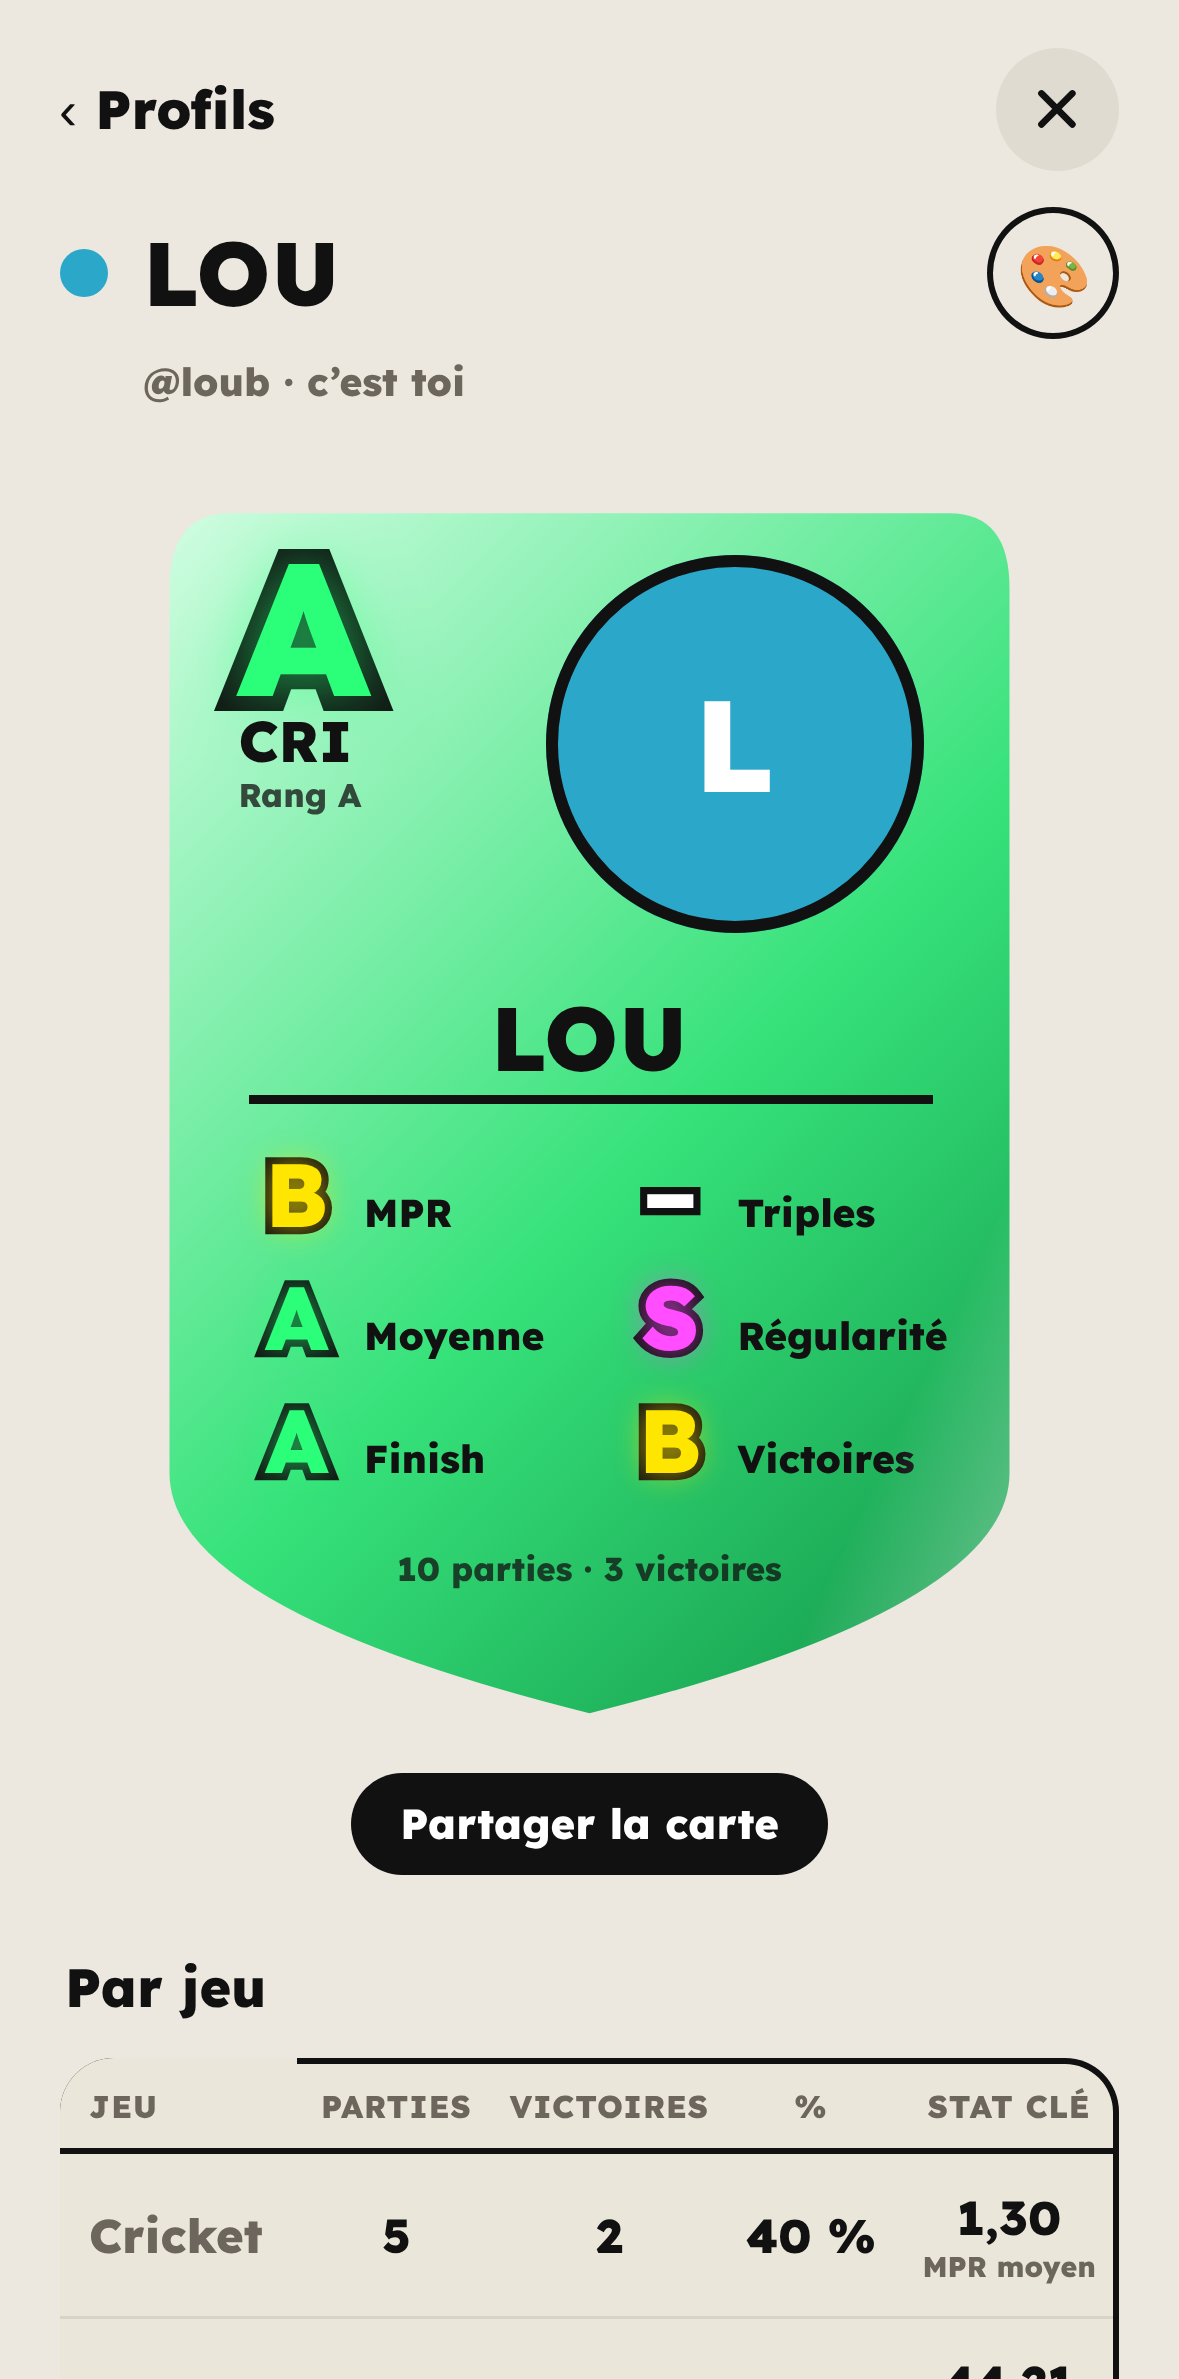 ‹ Profils
LOU
@loub · c’est toi
A
CRI
Rang A
L
LOU
B MPR
– Triples
A Moyenne
S Régularité
A Finish
B Victoires
10 parties · 3 victoires
Partager la carte
Par jeu
JEU PARTIES VICTOIRES % STAT CLÉ
Cricket 5 2 40 % 1,30
MPR moyen